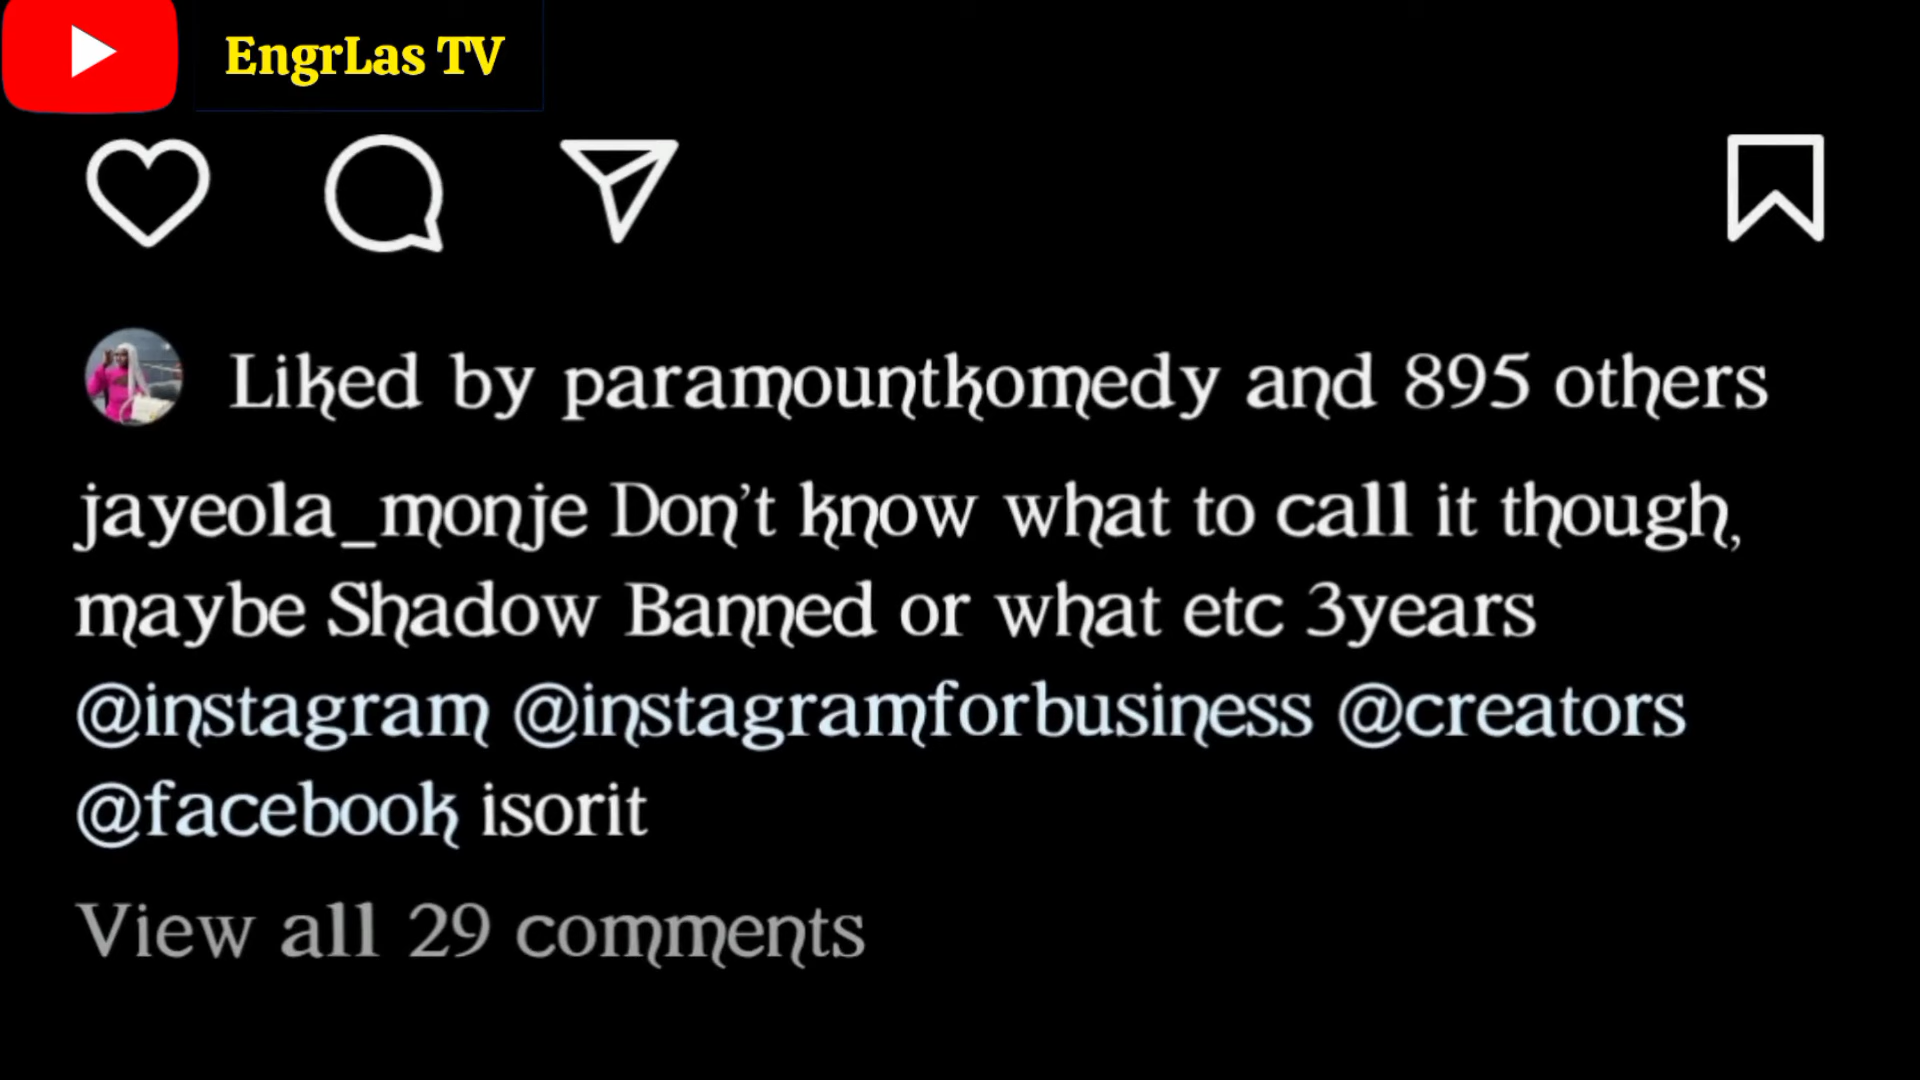 EngrLas TV
Liked by paramountkomedy and 895 others
jayeola_monje Don’t know what to call it though,
maybe Shadow Banned or what etc 3years
@instagram @instagramforbusiness @creators
@facebook isorit
View all 29 comments